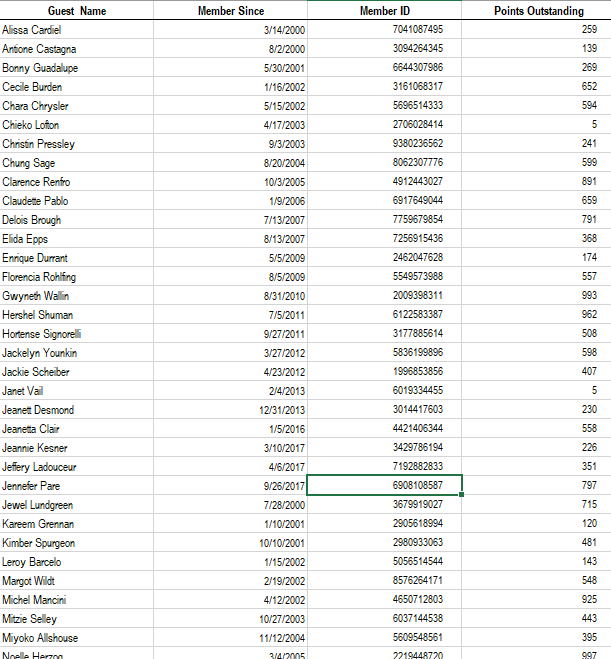 Guest Name Member Since Member ID Points Outstanding
Alissa Cardiel 3/14/2000 7041087495 259
Antione Castagna 8/2/2000 3094264345 139
Bonny Guadalupe 5/30/2001 6644307986 269
Cecile Burden 1/16/2002 3161068317 652
Chara Chrysler 5/15/2002 5696514333 594
Chieko Lofton 4/17/2003 2706028414 5
Christin Pressley 9/3/2003 9380236562 241
Chung Sage 8/20/2004 8062307776 599
Clarence Renfro 10/3/2005 4912443027 891
Claudette Pablo 1/9/2006 6917649044 659
Delois Brough 7/13/2007 7759679854 791
Elida Epps 8/13/2007 7256915436 368
Enrique Durrant 5/5/2009 2462047628 174
Florencia Rohlfing 8/5/2009 5549573988 557
Gwyneth Wallin 8/31/2010 2009398311 993
Hershel Shuman 7/5/2011 6122583387 962
Hortense Signorelli 9/27/2011 3177885614 508
Jackelyn Younkin 3/27/2012 5836199896 598
Jackie Scheiber 4/23/2012 1996853856 407
Janet Vail 2/4/2013 6019334455 5
Jeanett Desmond 12/31/2013 3014417603 230
Jeanetta Clair 1/5/2016 4421406344 558
Jeannie Kesner 3/10/2017 3429786194 226
Jeffery Ladouceur 4/6/2017 7192882833 351
Jennefer Pare 9/26/2017 6908108587 797
Jewel Lundgreen 7/28/2000 3679919027 715
Kareem Grennan 1/10/2001 2905618994 120
Kimber Spurgeon 10/10/2001 2980933063 481
Leroy Barcelo 1/15/2002 5056514544 143
Margot Wildt 2/19/2002 8576264171 548
Michel Mancini 4/12/2002 4650712803 925
Mitzie Selley 10/27/2003 6037144538 443
Miyoko Allshouse 11/12/2004 5609548561 395
Noelle Herzog 3/4/2005 2219448720 997